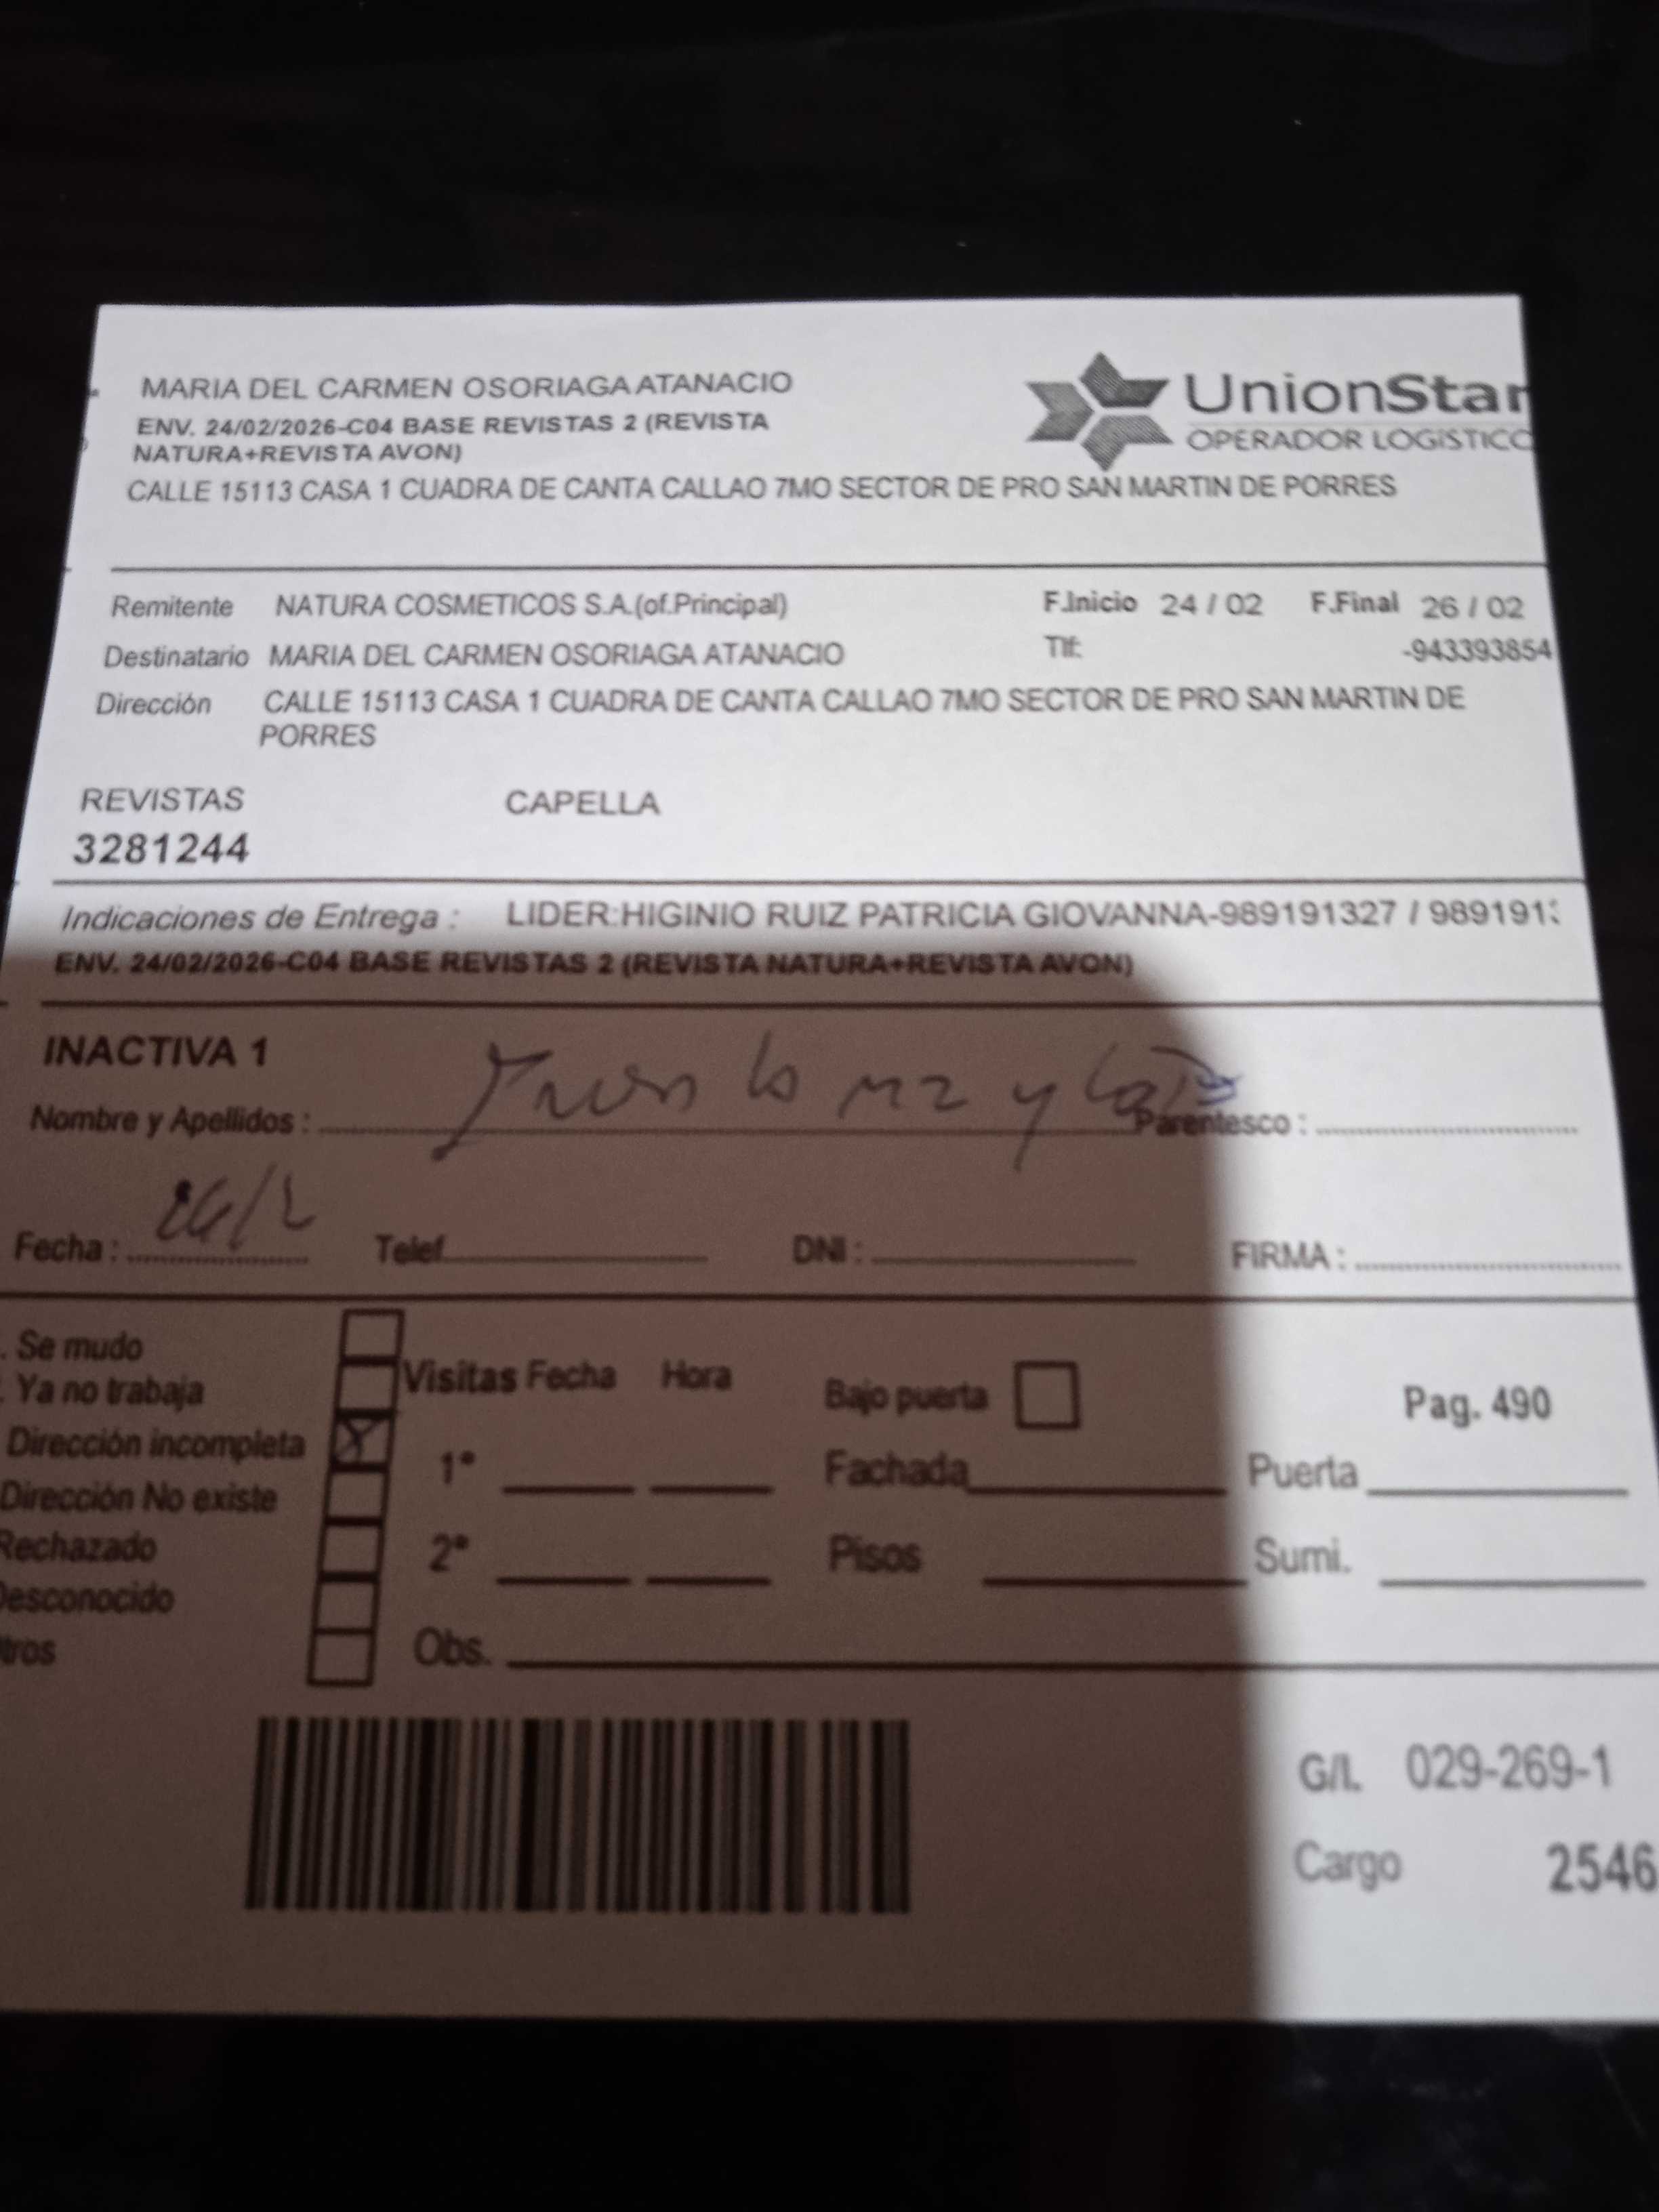 MARIA DEL CARMEN OSORIAGA ATANACIO
ENV. 24/02/2026-C04 BASE REVISTAS 2 (REVISTA
NATURA+REVISTA AVON)
CALLE 15113 CASA 1 CUADRA DE CANTA CALLAO 7MO SECTOR DE PRO SAN MARTIN DE PORRES
UnionStar
OPERADOR LOGÍSTICO
Remitente NATURA COSMETICOS S.A.(of.Principal) F.Inicio 24 / 02 F.Final 26 / 02
Destinatario MARIA DEL CARMEN OSORIAGA ATANACIO Tlf: -943393854
Dirección CALLE 15113 CASA 1 CUADRA DE CANTA CALLAO 7MO SECTOR DE PRO SAN MARTIN DE
PORRES
REVISTAS CAPELLA
3281244
Indicaciones de Entrega : LIDER:HIGINIO RUIZ PATRICIA GIOVANNA-989191327 / 989191
ENV. 24/02/2026-C04 BASE REVISTAS 2 (REVISTA NATURA+REVISTA AVON)
INACTIVA 1
la mz y
Nombre y Apellidos : Parentesco :
Fecha : 26/2 Telef. DNI : FIRMA :
. Se mudo
. Ya no trabaja Visitas Fecha Hora Bajo puerta Pag. 490
Dirección incompleta X 1° Fachada Puerta
Dirección No existe
Rechazado 2° Pisos Sumi.
Desconocido
tros Obs.
G/I. 029-269-1
Cargo 2546